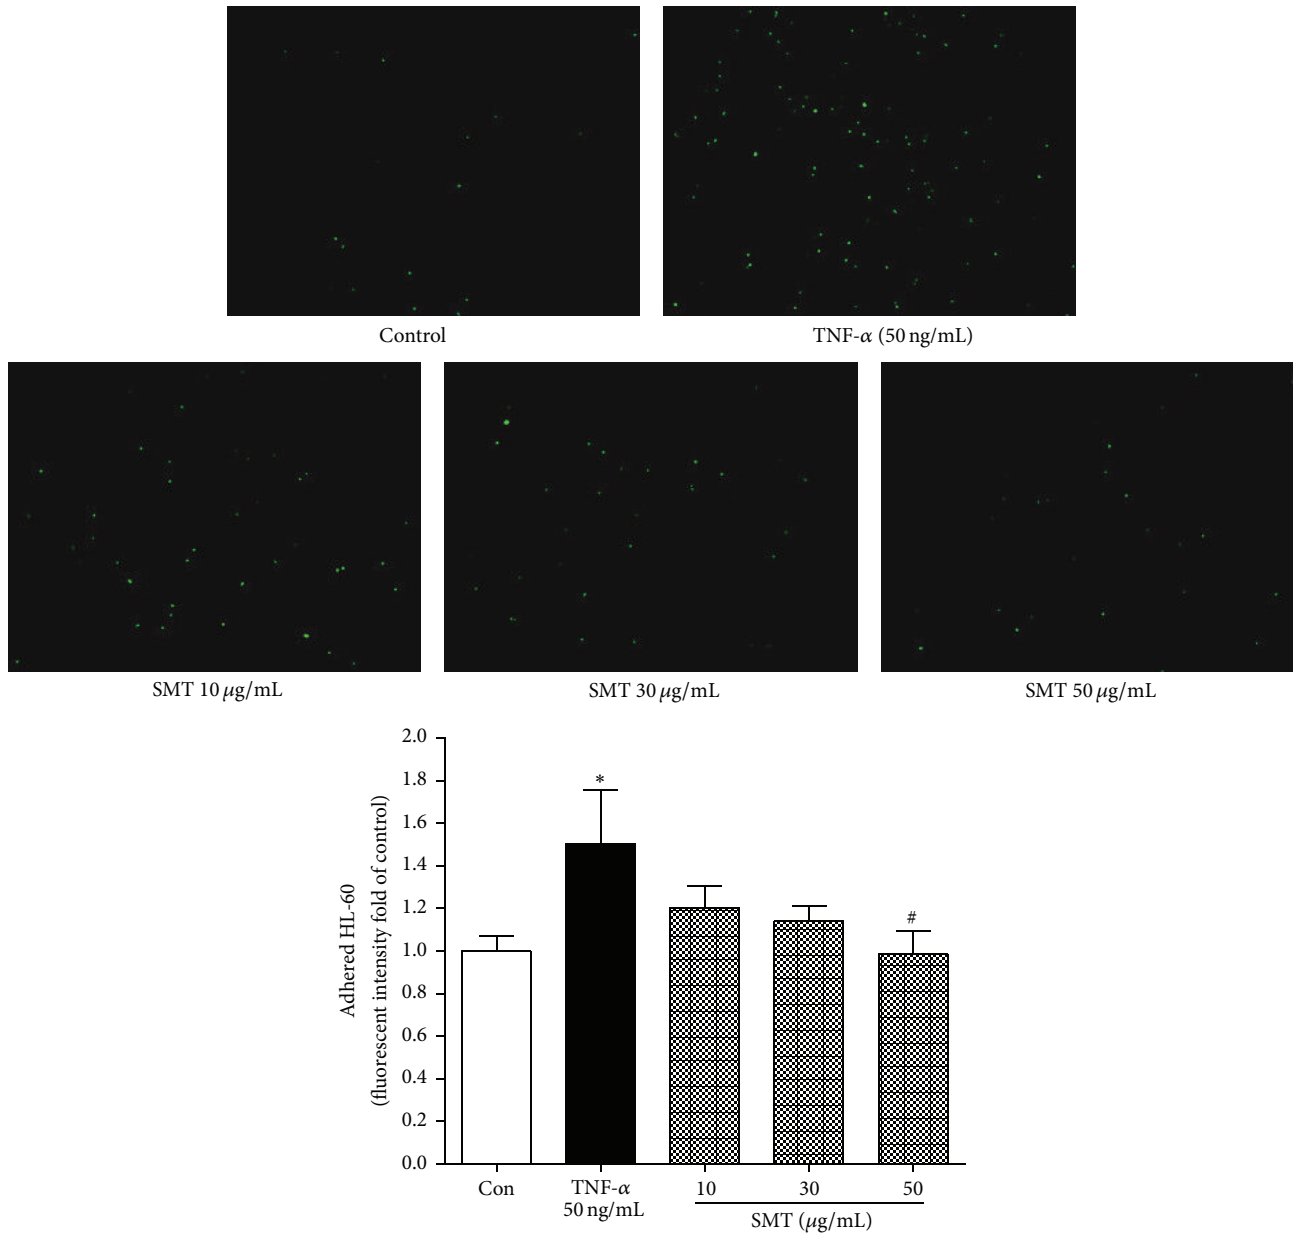 Control
TNF-α (50 ng/mL)
SMT 10 μg/mL
SMT 30 μg/mL
SMT 50 μg/mL
Adhered HL-60
(fluorescent intensity fold of control)
2.0
1.8
1.6
1.4
1.2
1.0
0.8
0.6
0.4
0.2
0.0
*
#
Con
TNF-α
50 ng/mL
10
30
50
SMT (μg/mL)